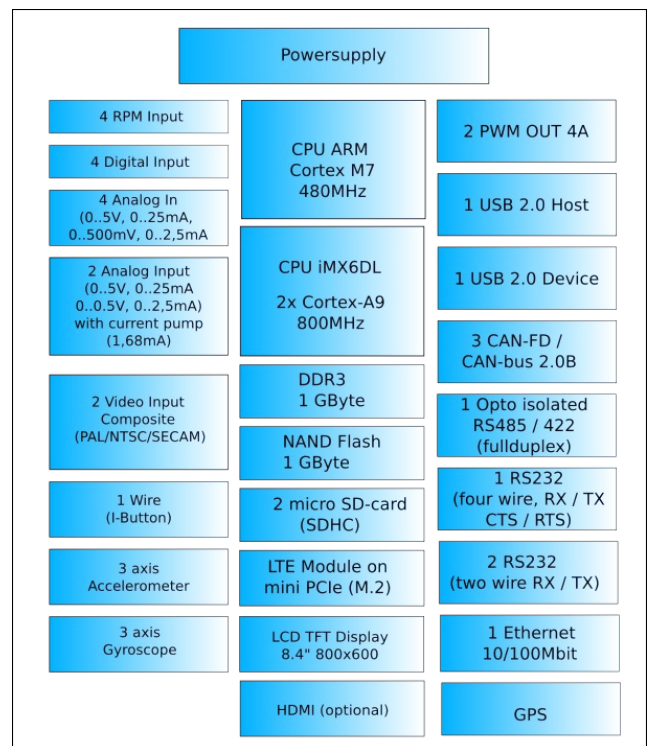 Powersupply
4 RPM Input
4 Digital Input
4 Analog In
(0..5V, 0..25mA,
0..500mV, 0..2,5mA
2 Analog Input
(0..5V, 0..25mA
0..0.5V, 0..2,5mA)
with current pump
(1,68mA)
2 Video Input
Composite
(PAL/NTSC/SECAM)
1 Wire
(I-Button)
3 axis
Accelerometer
3 axis
Gyroscope
CPU ARM
Cortex M7
480MHz
CPU iMX6DL
2x Cortex-A9
800MHz
DDR3
1 GByte
NAND Flash
1 GByte
2 micro SD-card
(SDHC)
LTE Module on
mini PCIe (M.2)
LCD TFT Display
8.4" 800x600
HDMI (optional)
2 PWM OUT 4A
1 USB 2.0 Host
1 USB 2.0 Device
3 CAN-FD /
CAN-bus 2.0B
1 Opto isolated
RS485 / 422
(fullduplex)
1 RS232
(four wire, RX / TX
CTS / RTS)
2 RS232
(two wire RX / TX)
1 Ethernet
10/100Mbit
GPS